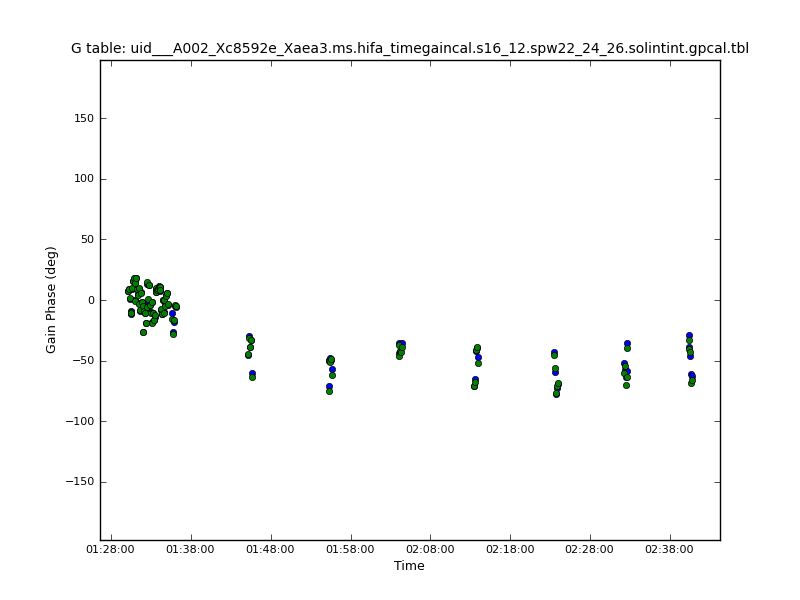 G table: uid___A002_Xc8592e_Xaea3.ms.hifa_timegaincal.s16_12.spw22_24_26.solintint.gpcal.tbl
150
100
50
0
−50
−100
−150
Gain Phase (deg)
01:28:00 01:38:00 01:48:00 01:58:00 02:08:00 02:18:00 02:28:00 02:38:00
Time